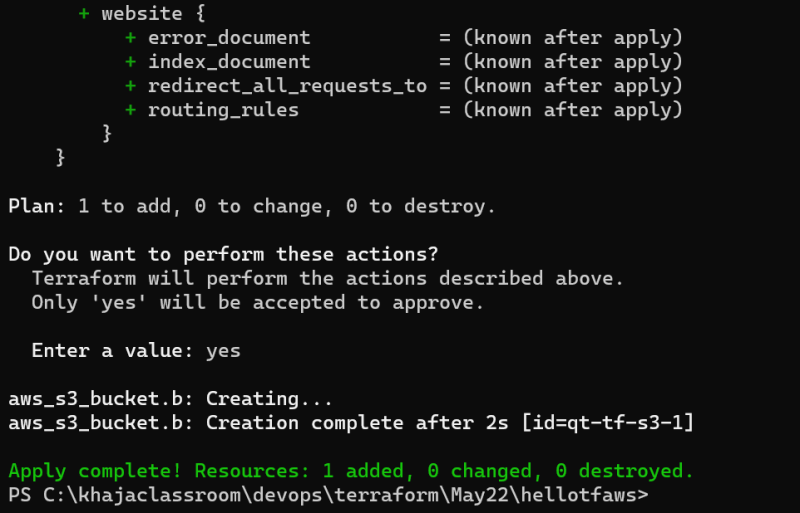 + website {
+ error_document = (known after apply)
+ index_document = (known after apply)
+ redirect_all_requests_to = (known after apply)
+ routing_rules = (known after apply)
}
}
Plan: 1 to add, 0 to change, 0 to destroy.
Do you want to perform these actions?
Terraform will perform the actions described above.
Only 'yes' will be accepted to approve.
Enter a value: yes
aws_s3_bucket.b: Creating...
aws_s3_bucket.b: Creation complete after 2s [id=qt-tf-s3-1]
Apply complete! Resources: 1 added, 0 changed, 0 destroyed.
PS C:\khajaclassroom\devops\terraform\May22\hellotfaws>